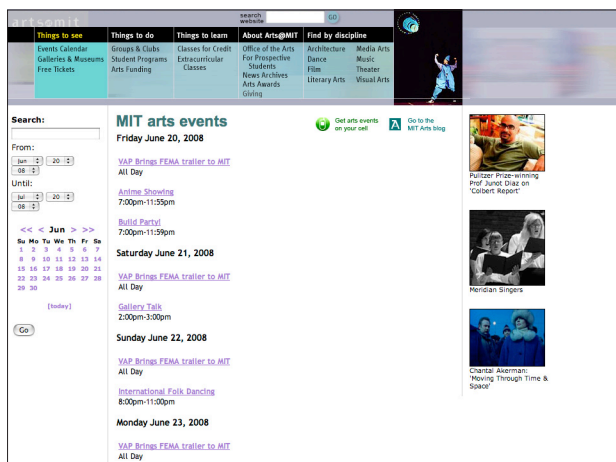 artsømit
search
website
GO
Things to see
Things to do
Things to learn
About Arts@MIT
Find by discipline
Events Calendar
Galleries & Museums
Free Tickets
Groups & Clubs
Student Programs
Arts Funding
Classes for Credit
Extracurricular
Classes
Office of the Arts
For Prospective
Students
News Archives
Arts Awards
Giving
Architecture
Dance
Film
Literary Arts
Media Arts
Music
Theater
Visual Arts
Search:
From:
Jun 20
08
Until:
Jul 20
08
<< < Jun > >>
Su Mo Tu We Th Fr Sa
1 2 3 4 5 6 7
8 9 10 11 12 13 14
15 16 17 18 19 20 21
22 23 24 25 26 27 28
29 30
[today]
Go
MIT arts events
Get arts events
on your cell
A
Go to the
MIT Arts blog
Friday June 20, 2008
VAP Brings FEMA trailer to MIT
All Day
Anime Showing
7:00pm-11:55pm
Build Party!
7:00pm-11:59pm
Saturday June 21, 2008
VAP Brings FEMA trailer to MIT
All Day
Gallery Talk
2:00pm-3:00pm
Sunday June 22, 2008
VAP Brings FEMA trailer to MIT
All Day
International Folk Dancing
8:00pm-11:00pm
Monday June 23, 2008
VAP Brings FEMA trailer to MIT
All Day
Pulitzer Prize-winning
Prof Junot Diaz on
'Colbert Report'
Meridian Singers
Chantal Akerman:
'Moving Through Time &
Space'